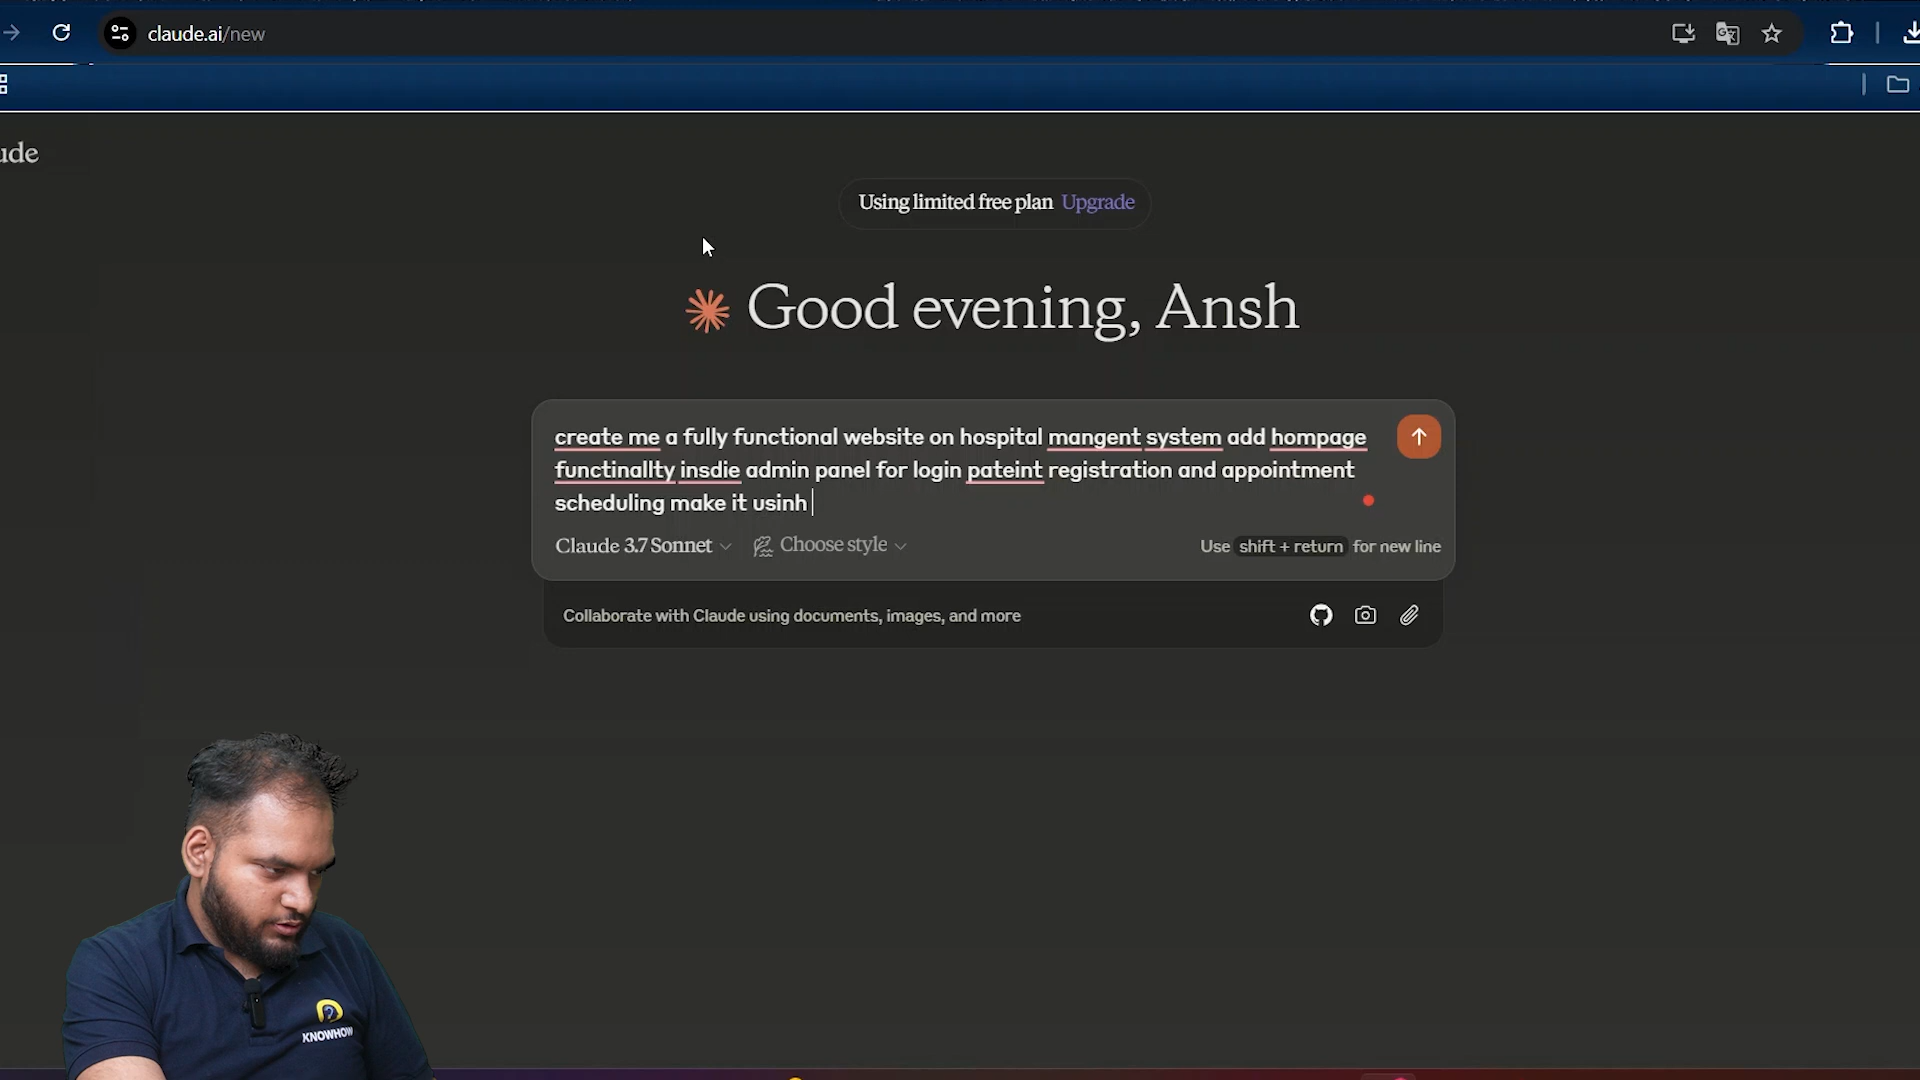 claude.ai/new
ude
Using limited free plan Upgrade
Good evening, Ansh
create me a fully functional website on hospital mangent system add hompage
functinallty insdie admin panel for login pateint registration and appointment
scheduling make it usinh
Claude 3.7 Sonnet
Choose style
Use shift + return for new line
Collaborate with Claude using documents, images, and more
KNOWHOW